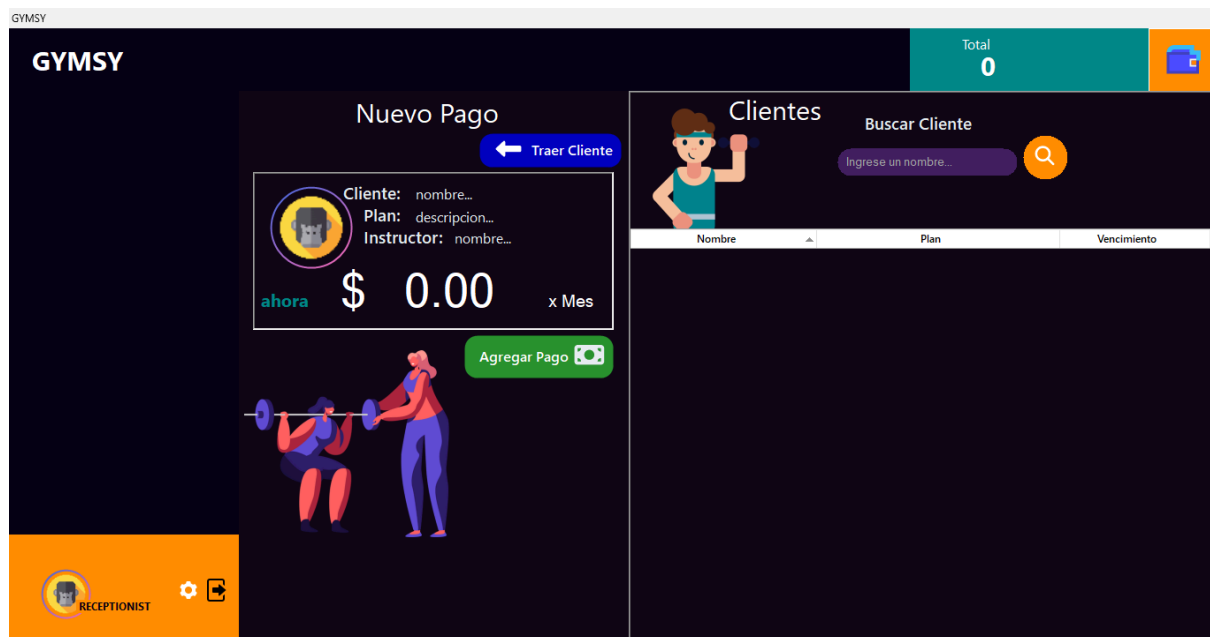 GYMSY
GYMSY
Total
0
Nuevo Pago
Traer Cliente
Cliente: nombre...
Plan: descripcion...
Instructor: nombre...
ahora $ 0.00 x Mes
Agregar Pago
Clientes
Buscar Cliente
Ingrese un nombre...
Nombre Plan Vencimiento
RECEPTIONIST